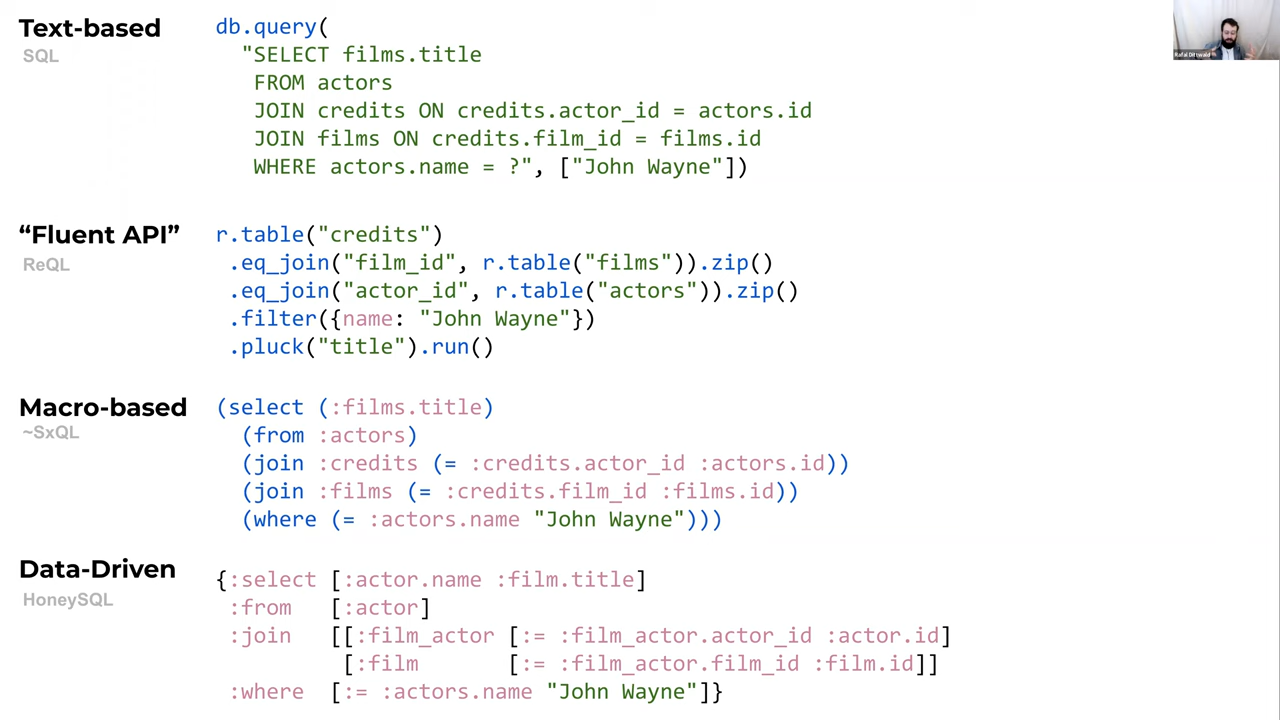 Text-based
SQL
db.query(
"SELECT films.title
FROM actors
JOIN credits ON credits.actor_id = actors.id
JOIN films ON credits.film_id = films.id
WHERE actors.name = ?", ["John Wayne"])
“Fluent API”
ReQL
r.table("credits")
.eq_join("film_id", r.table("films")).zip()
.eq_join("actor_id", r.table("actors")).zip()
.filter({name: "John Wayne"})
.pluck("title").run()
Macro-based
~SxQL
(select (:films.title)
(from :actors)
(join :credits (= :credits.actor_id :actors.id))
(join :films (= :credits.film_id :films.id))
(where (= :actors.name "John Wayne")))
Data-Driven
HoneySQL
{:select [:actor.name :film.title]
:from [:actor]
:join [[:film_actor [:= :film_actor.actor_id :actor.id]
[:film [:= :film_actor.film_id :film.id]]
:where [:= :actors.name "John Wayne"]}
Rafal Dittwald